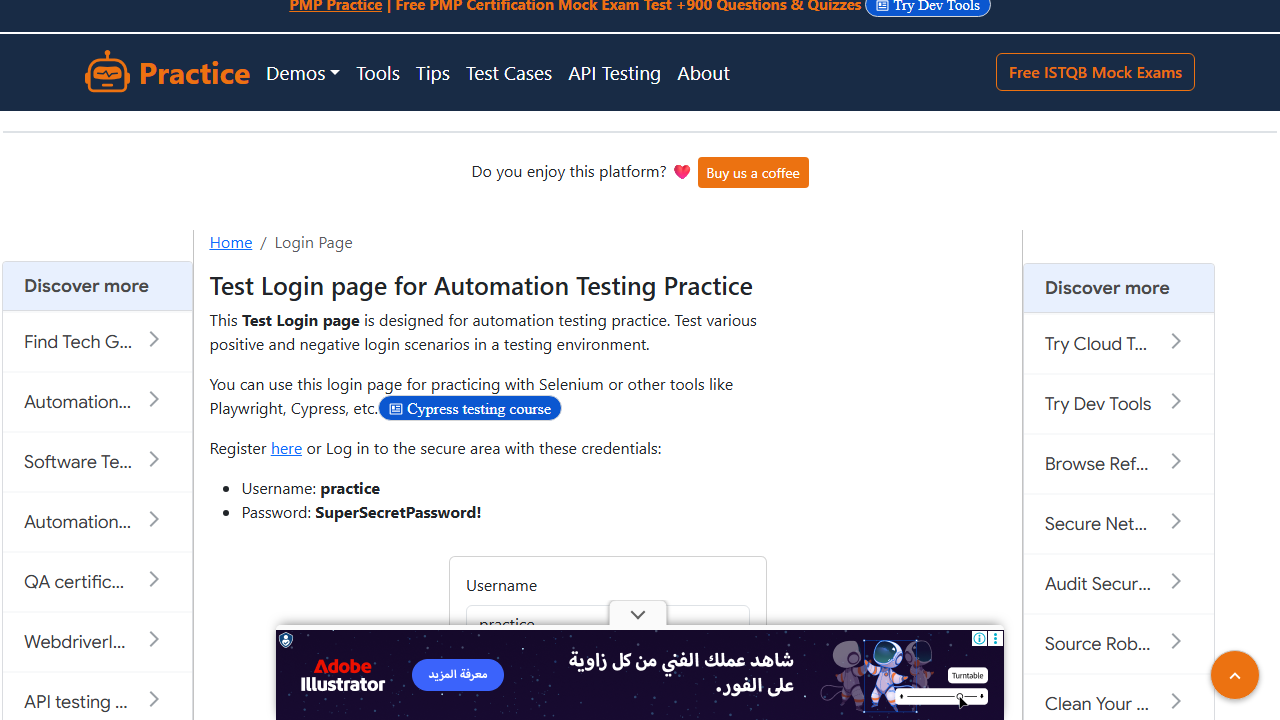 PMP Practice | Free PMP Certification Mock Exam Test +900 Questions & Quizzes Try Dev Tools
Practice Demos Tools Tips Test Cases API Testing About Free ISTQB Mock Exams
Do you enjoy this platform? Buy us a coffee
Home / Login Page
Discover more
Find Tech G...
Automation...
Software Te...
Automation...
QA certific...
WebdriverI...
API testing ...
Test Login page for Automation Testing Practice
This Test Login page is designed for automation testing practice. Test various
positive and negative login scenarios in a testing environment.
You can use this login page for practicing with Selenium or other tools like
Playwright, Cypress, etc. Cypress testing course
Register here or Log in to the secure area with these credentials:
Username: practice
Password: SuperSecretPassword!
Username
practice
Discover more
Try Cloud T...
Try Dev Tools
Browse Ref...
Secure Net...
Audit Secur...
Source Rob...
Clean Your ...
Adobe
Illustrator
معرفة المزيد
شاهد عملك الفني من كل زاوية
على الفور.
Turntable